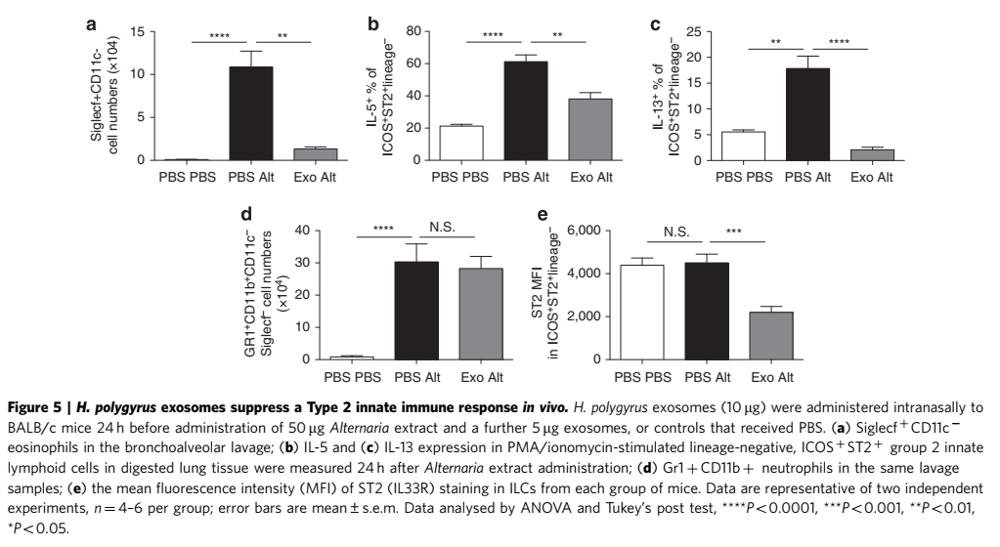 a
15
10
5
0
Siglecf+CD11c-
cell numbers (×104)
****
**
PBS PBS
PBS Alt
Exo Alt
b
80
60
40
20
0
IL-5⁺ % of
ICOS⁺ST2⁺lineage⁻
****
**
PBS PBS
PBS Alt
Exo Alt
c
25
20
15
10
5
0
IL-13⁺ % of
ICOS⁺ST2⁺lineage⁻
**
****
PBS PBS
PBS Alt
Exo Alt
d
40
30
20
10
0
GR1⁺CD11b⁺CD11c⁻
Siglecf⁻ cell numbers
(×10⁴)
****
N.S.
PBS PBS
PBS Alt
Exo Alt
e
6,000
4,000
2,000
0
ST2 MFI
in ICOS⁺ST2⁺lineage⁻
N.S.
***
PBS PBS
PBS Alt
Exo Alt
Figure 5 | H. polygyrus exosomes suppress a Type 2 innate immune response in vivo. H. polygyrus exosomes (10 μg) were administered intranasally to
BALB/c mice 24 h before administration of 50 μg Alternaria extract and a further 5 μg exosomes, or controls that received PBS. (a) Siglecf⁺CD11c⁻
eosinophils in the bronchoalveolar lavage; (b) IL-5 and (c) IL-13 expression in PMA/ionomycin-stimulated lineage-negative, ICOS⁺ST2⁺ group 2 innate
lymphoid cells in digested lung tissue were measured 24 h after Alternaria extract administration; (d) Gr1+CD11b+ neutrophils in the same lavage
samples; (e) the mean fluorescence intensity (MFI) of ST2 (IL33R) staining in ILCs from each group of mice. Data are representative of two independent
experiments, n=4–6 per group; error bars are mean ± s.e.m. Data analysed by ANOVA and Tukey's post test, ****P<0.0001, ***P<0.001, **P<0.01,
*P<0.05.